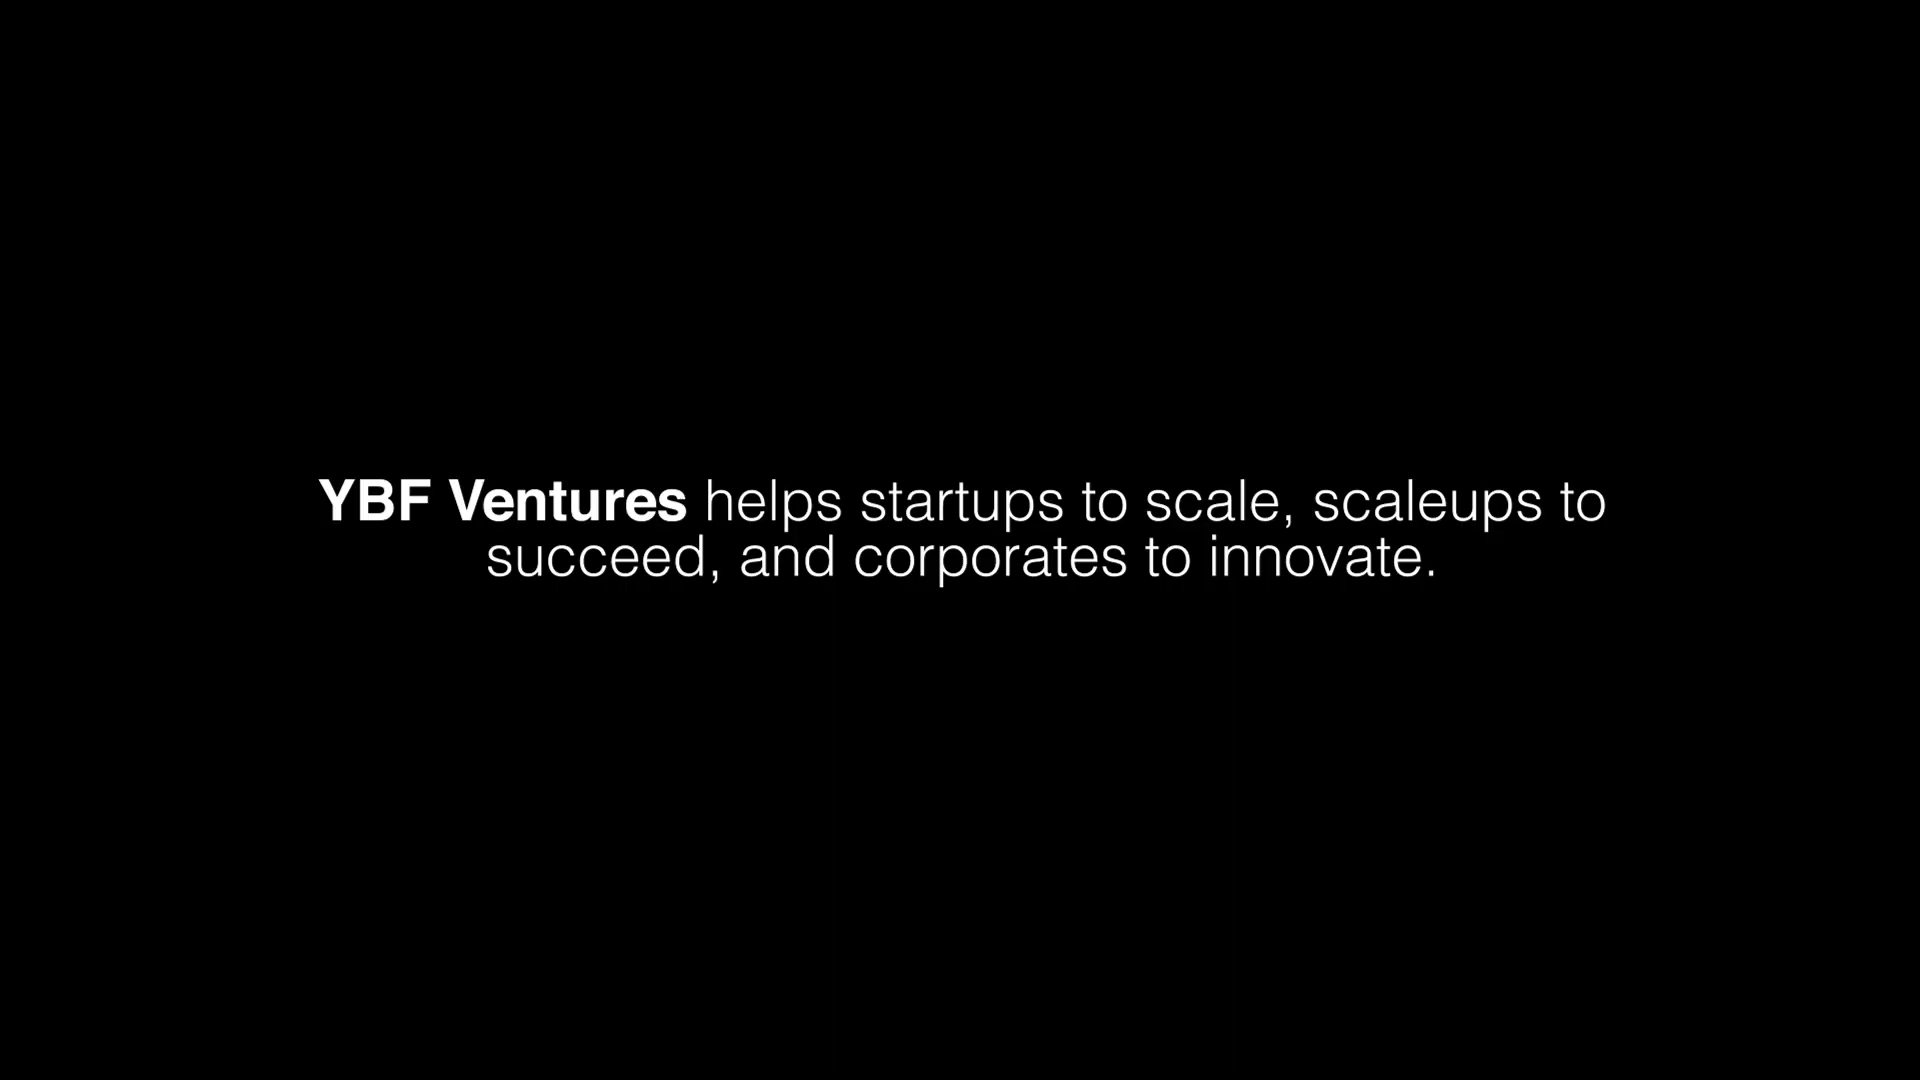 YBF Ventures helps startups to scale, scaleups to
succeed, and corporates to innovate.